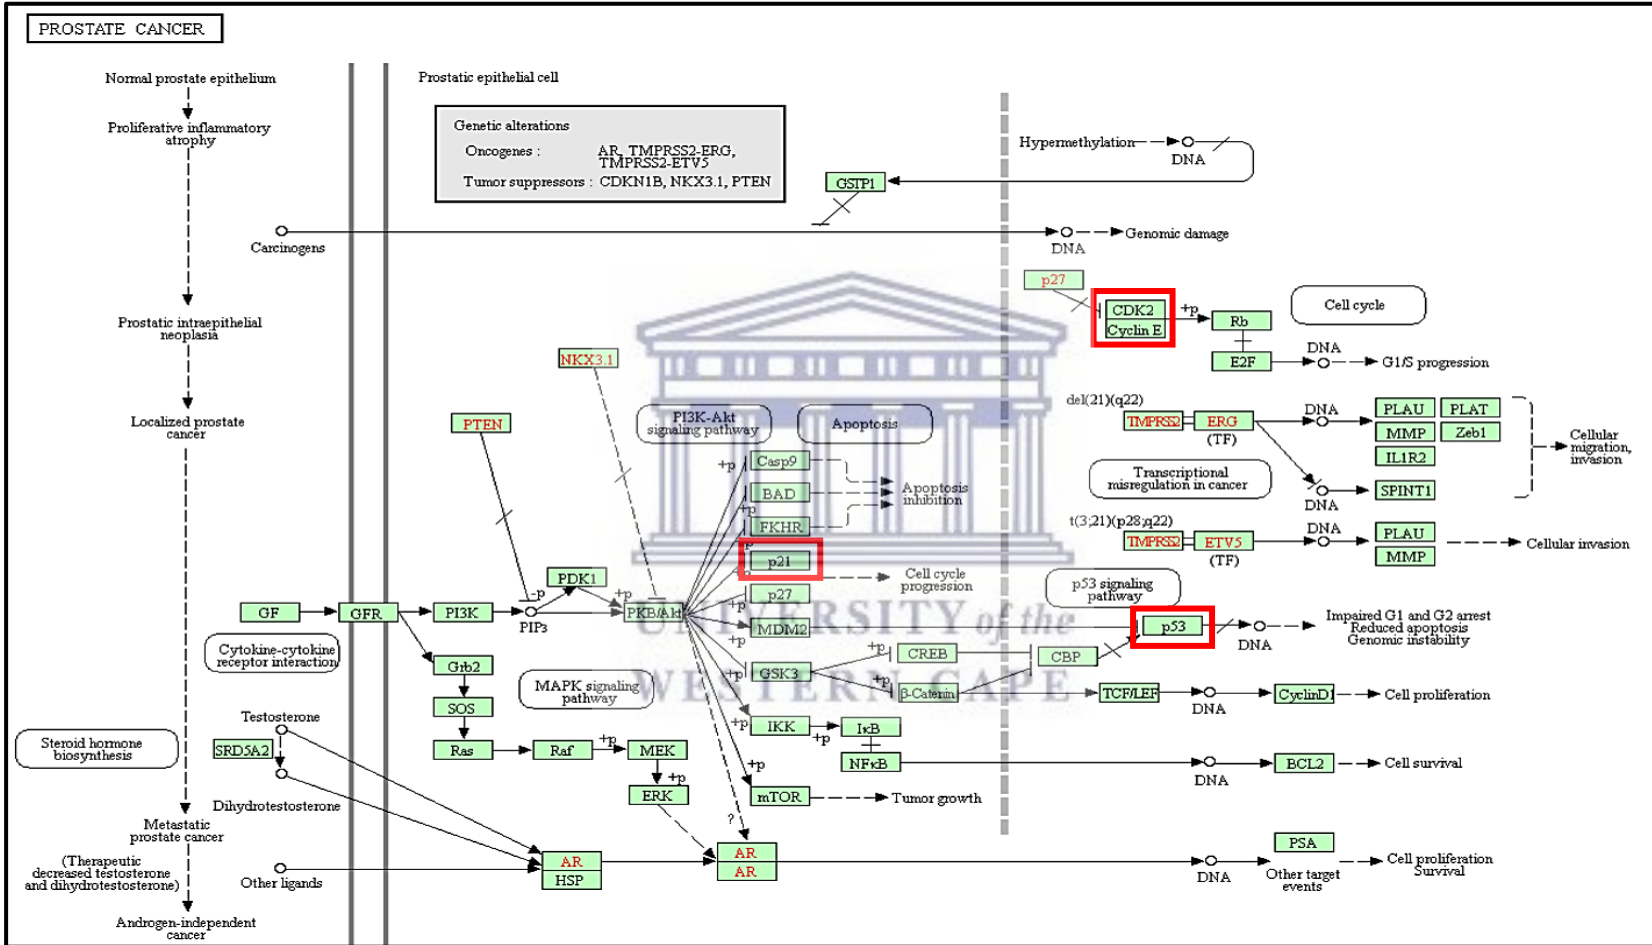 PROSTATE CANCER
Normal prostate epithelium
Proliferative inflammatory
atrophy
Prostatic intraepithelial
neoplasia
Localized prostate
cancer
Metastatic
prostate cancer
(Therapeutic
decreased testosterone
and dihydrotestosterone)
Androgen-independent
cancer
Prostatic epithelial cell
Genetic alterations
Oncogenes : AR, TMPRSS2-ERG,
TMPRSS2-ETV5
Tumor suppressors : CDKN1B, NKX3.1, PTEN
Hypermethylation
DNA
GSTP1
Carcinogens
DNA
Genomic damage
p27
CDK2
Cyclin E
+p
Rb
E2F
Cell cycle
DNA
G1/S progression
NKX3.1
PTEN
PI3K-Akt
signaling pathway
Apoptosis
del(21)(q22)
TMPRSS2
ERG
(TF)
DNA
PLAU
PLAT
MMP
Zeb1
IL1R2
Cellular
migration,
invasion
DNA
SPINT1
Transcriptional
misregulation in cancer
t(3;21)(p28;q22)
TMPRSS2
ETV5
(TF)
DNA
PLAU
MMP
Cellular invasion
+p
Casp9
+p
BAD
+p
FKHR
Apoptosis
inhibition
+p
p21
+p
p27
Cell cycle
progression
+p
MDM2
p53 signaling
pathway
p53
DNA
Impaired G1 and G2 arrest
Reduced apoptosis
Genomic instability
GF
GFR
PI3K
-p
PIP3
PDK1
+p
PKB/Akt
+p
GSK3
+p
CREB
CBP
+p
β-Catenin
TCF/LEF
DNA
CyclinD1
Cell proliferation
Cytokine-cytokine
receptor interaction
Grb2
SOS
Ras
Raf
+p
MEK
+p
ERK
MAPK signaling
pathway
+p
IKK
+p
IκB
NFκB
DNA
BCL2
Cell survival
+p
mTOR
Tumor growth
Steroid hormone
biosynthesis
Testosterone
SRD5A2
Dihydrotestosterone
Other ligands
AR
HSP
?
AR
AR
DNA
PSA
Other target
events
Cell proliferation
Survival
UNIVERSITY of the
WESTERN CAPE